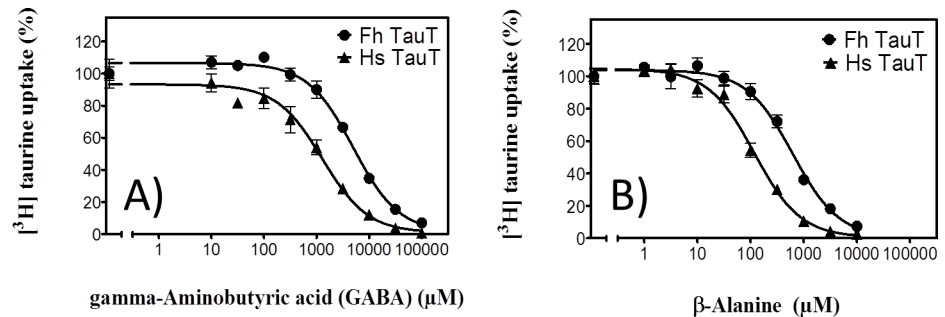 [³H] taurine uptake (%)
120
100
80
60
40
20
0
Fh TauT
Hs TauT
A)
1 10 100 1000 10000 100000
gamma-Aminobutyric acid (GABA) (µM)
[³H] taurine uptake (%)
120
100
80
60
40
20
0
Fh TauT
Hs TauT
B)
1 10 100 1000 10000 100000
β-Alanine (µM)